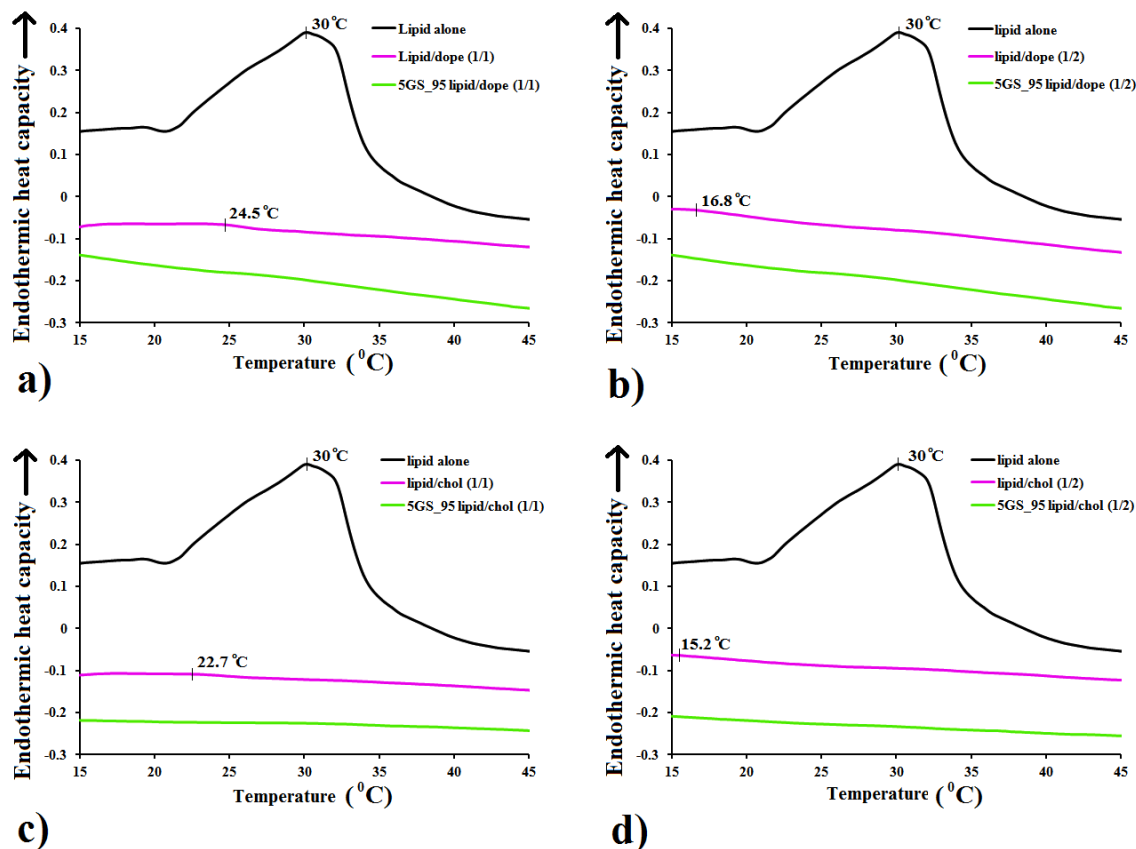 Endothermic heat capacity
0.4
0.3
0.2
0.1
0
-0.1
-0.2
-0.3
30°C
Lipid alone
Lipid/dope (1/1)
5GS_95 lipid/dope (1/1)
24.5°C
15 20 25 30 35 40 45
Temperature (⁰C)
a)
Endothermic heat capacity
0.4
0.3
0.2
0.1
0
-0.1
-0.2
-0.3
30°C
lipid alone
lipid/dope (1/2)
5GS_95 lipid/dope (1/2)
16.8°C
15 20 25 30 35 40 45
Temperature (⁰C)
b)
Endothermic heat capacity
0.4
0.3
0.2
0.1
0
-0.1
-0.2
-0.3
30°C
lipid alone
lipid/chol (1/1)
5GS_95 lipid/chol (1/1)
22.7°C
15 20 25 30 35 40 45
Temperature (⁰C)
c)
Endothermic heat capacity
0.4
0.3
0.2
0.1
0
-0.1
-0.2
-0.3
30°C
lipid alone
lipid/chol (1/2)
5GS_95 lipid/chol (1/2)
15.2°C
15 20 25 30 35 40 45
Temperature (⁰C)
d)